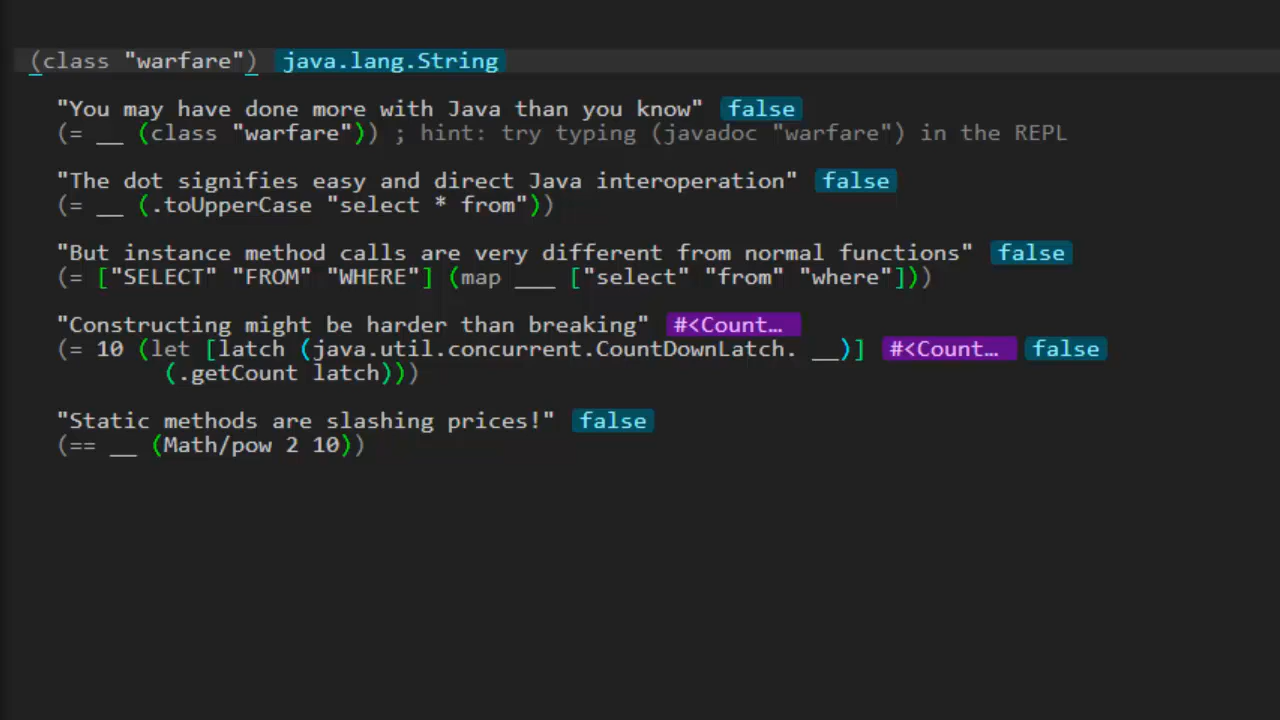 (class "warfare") java.lang.String
"You may have done more with Java than you know" false
(= __ (class "warfare")) ; hint: try typing (javadoc "warfare") in the REPL
"The dot signifies easy and direct Java interoperation" false
(= __ (.toUpperCase "select * from"))
"But instance method calls are very different from normal functions" false
(= ["SELECT" "FROM" "WHERE"] (map ___ ["select" "from" "where"]))
"Constructing might be harder than breaking" #<Count…
(= 10 (let [latch (java.util.concurrent.CountDownLatch. __)] #<Count… false
(.getCount latch)))
"Static methods are slashing prices!" false
(== __ (Math/pow 2 10))